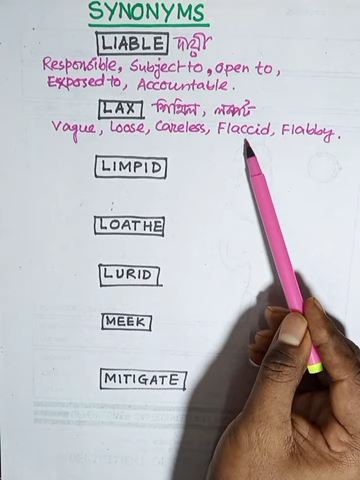 SYNONYMS
LIABLE দায়ী
Responsible, Subject to, open to,
Exposed to, Accountable.
LAX শিথিল,
Vague, Loose, Careless, Flaccid, Flabby.
LIMPID
LOATHE
LURID
MEEK
MITIGATE